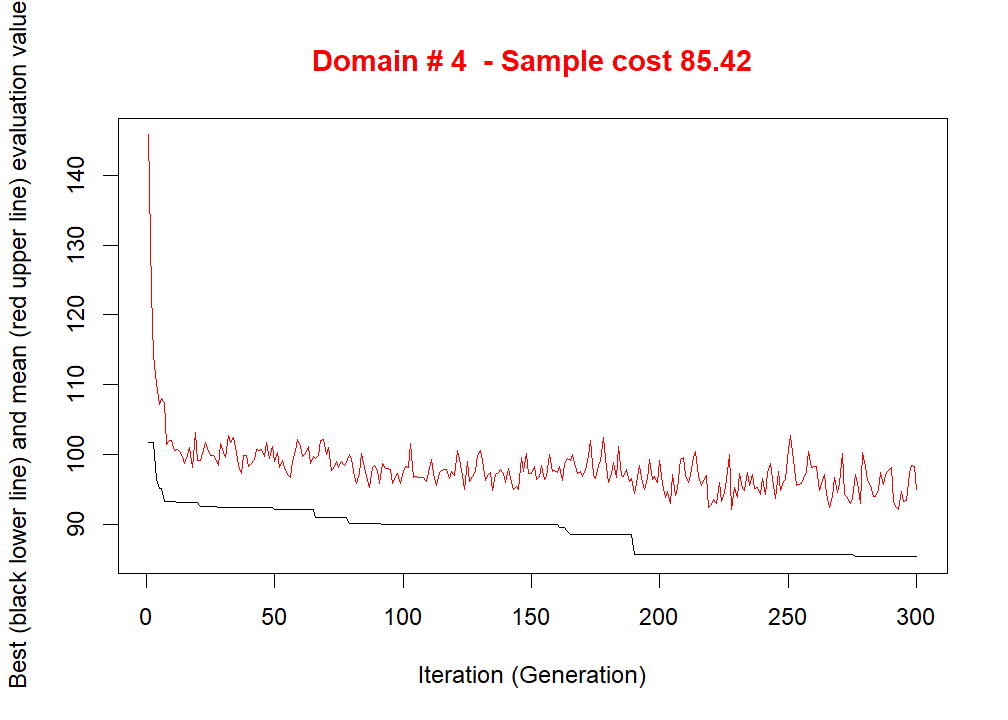 Domain # 4  - Sample cost 85.42
Best (black lower line) and mean (red upper line) evaluation value
140
130
120
110
100
90
0 50 100 150 200 250 300
Iteration (Generation)